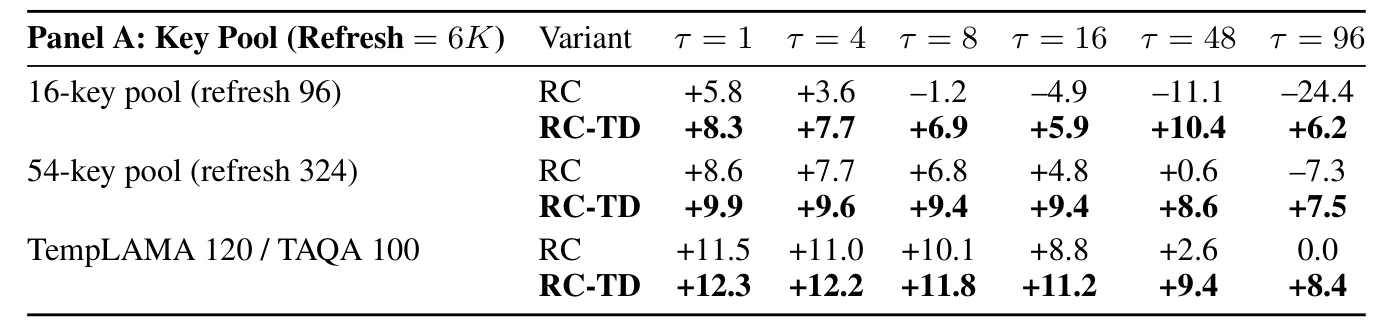 Panel A: Key Pool (Refresh = 6K) Variant τ = 1 τ = 4 τ = 8 τ = 16 τ = 48 τ = 96
16-key pool (refresh 96) RC +5.8 +3.6 –1.2 –4.9 –11.1 –24.4
RC-TD +8.3 +7.7 +6.9 +5.9 +10.4 +6.2
54-key pool (refresh 324) RC +8.6 +7.7 +6.8 +4.8 +0.6 –7.3
RC-TD +9.9 +9.6 +9.4 +9.4 +8.6 +7.5
TempLAMA 120 / TAQA 100 RC +11.5 +11.0 +10.1 +8.8 +2.6 0.0
RC-TD +12.3 +12.2 +11.8 +11.2 +9.4 +8.4